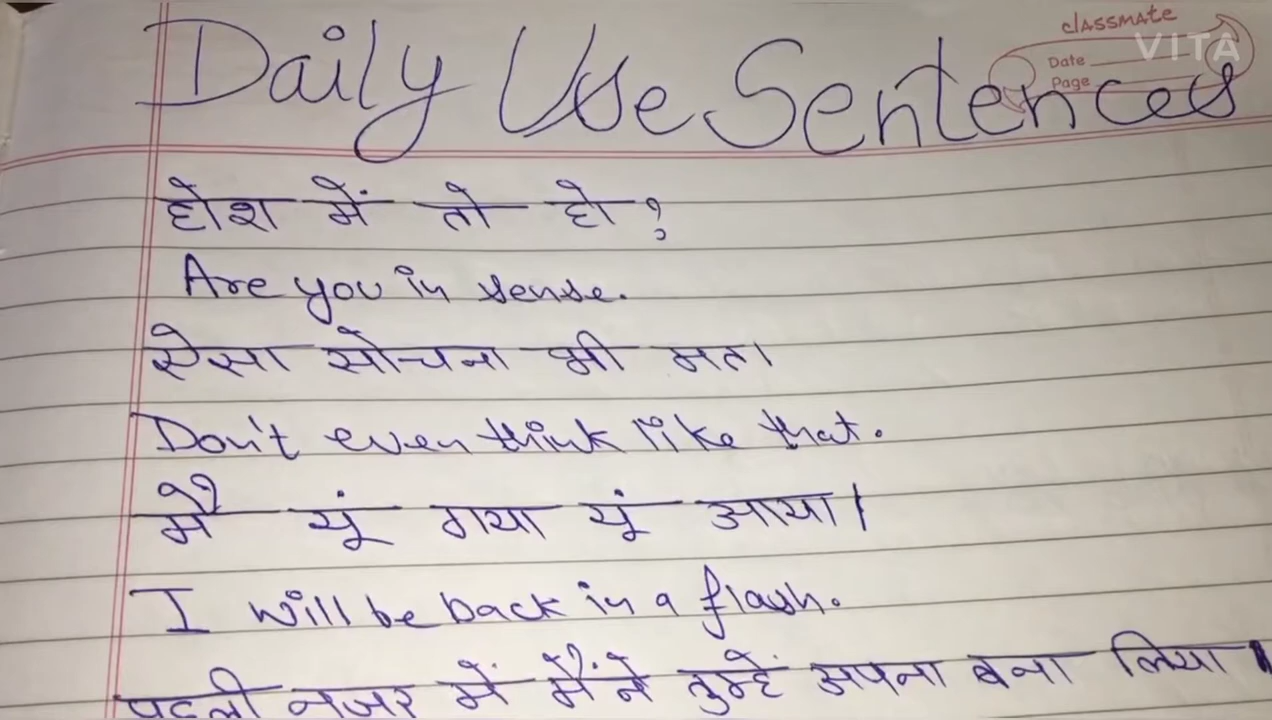 classmate
VITA
Date
Page
Daily Use Sentences
होश में तो हो ?
Are you in sense.
ऐसा सोचना भी मत।
Don't even think like that.
मैं यूं गया यूं आया।
I will be back in a flash.
पहली नजर में मैंने तुम्हें अपना बना लिया।